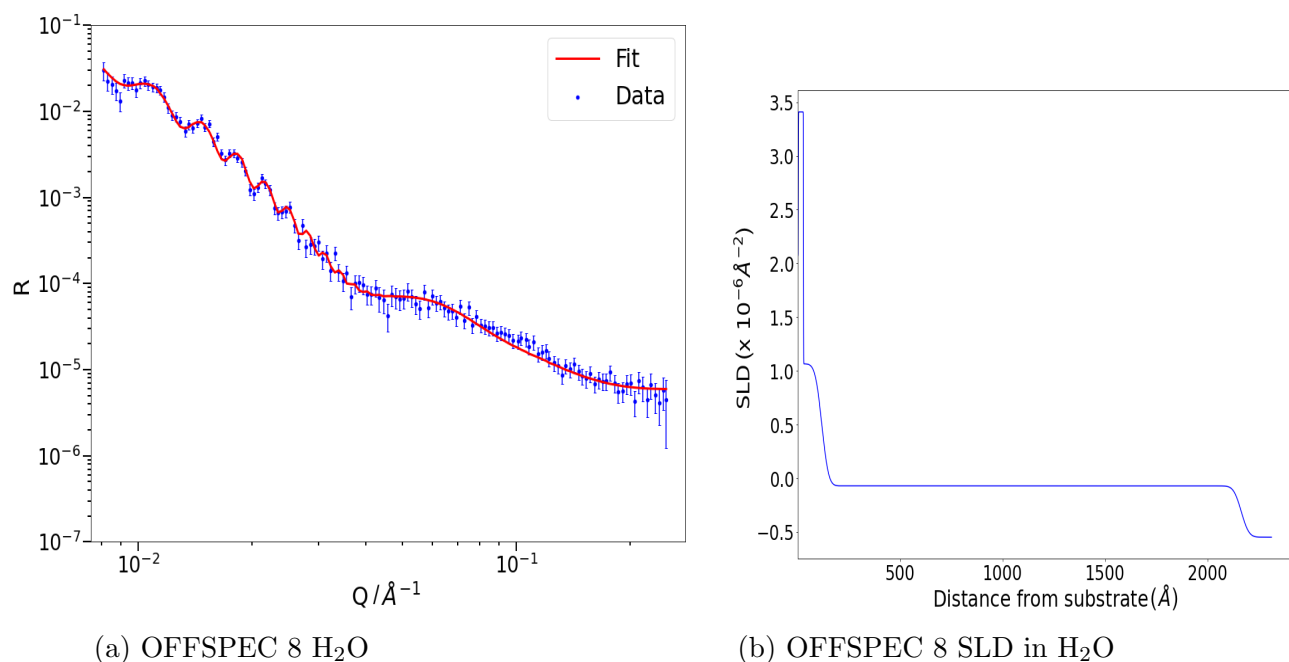 10⁻¹
10⁻²
10⁻³
10⁻⁴
10⁻⁵
10⁻⁶
10⁻⁷
R
Fit
Data
10⁻²
10⁻¹
Q /Å⁻¹
(a) OFFSPEC 8 H₂O
3.5
3.0
2.5
2.0
1.5
1.0
0.5
0.0
−0.5
SLD (x 10⁻⁶Å⁻²)
500
1000
1500
2000
Distance from substrate(Å)
(b) OFFSPEC 8 SLD in H₂O